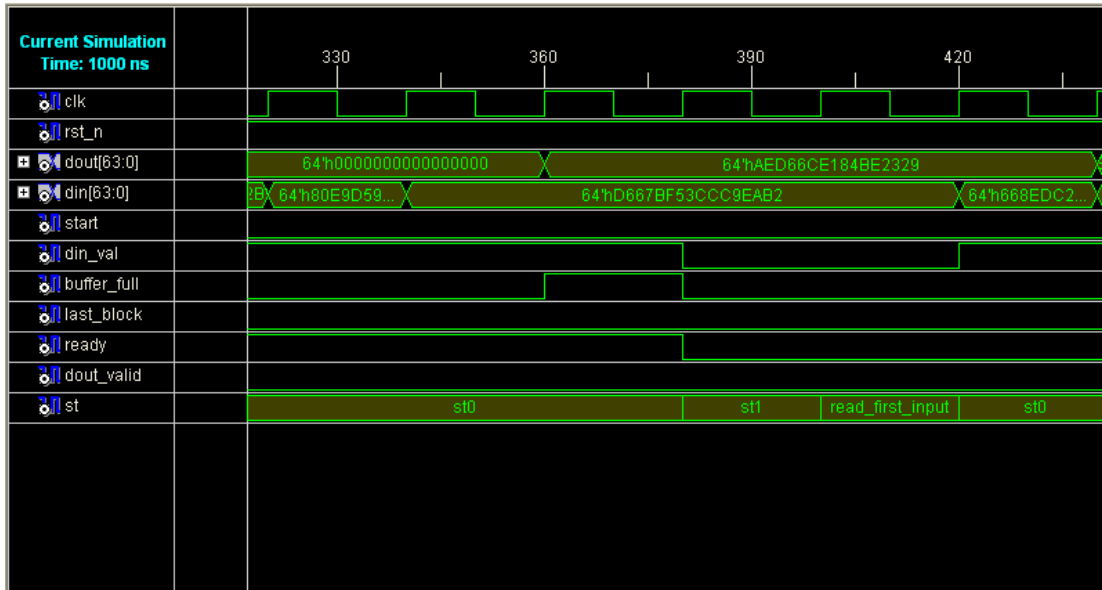 Current Simulation
Time: 1000 ns
330 360 390 420
clk
rst_n
dout[63:0] 64'h0000000000000000 64'hAED66CE184BE2329
din[63:0] 2B 64'h80E9D59... 64'hD667BF53CCC9EAB2 64'h668EDC2...
start
din_val
buffer_full
last_block
ready
dout_valid
st st0 st1 read_first_input st0